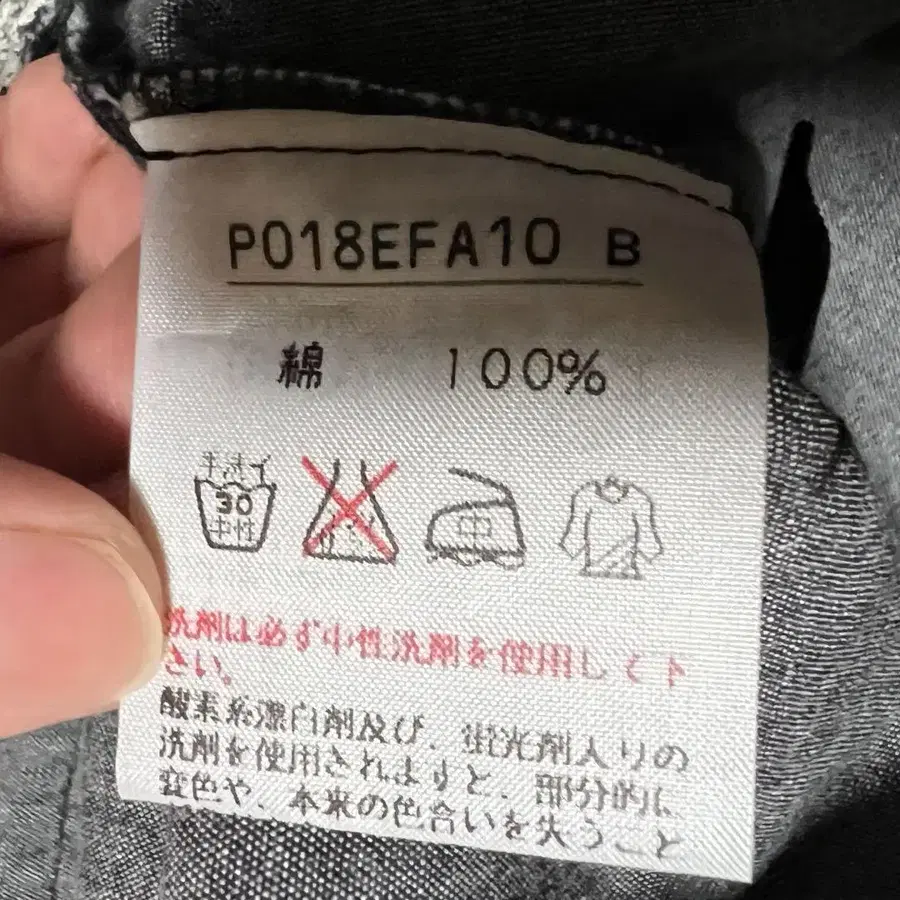 P018EFA10 B
綿 100%
手洗イ
30
中性
中
洗剤は必ず中性洗剤を使用して下
さい。
酸素系漂白剤及び、蛍光剤入りの
洗剤を使用されますと、部分的に
変色や、本来の色合いを失うこと